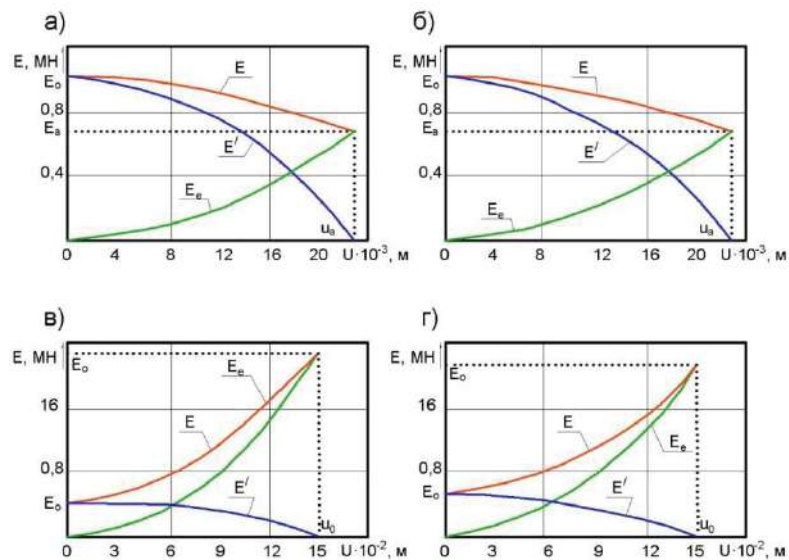 а)
E, МН
E₀
0,8
Eₐ
0,4
E
E′
Eₑ
uₐ
0 4 8 12 16 20 U·10⁻³, м
б)
E, МН
E₀
0,8
Eₐ
0,4
E
E′
Eₑ
uₐ
0 4 8 12 16 20 U·10⁻³, м
в)
E, МН
E₀
16
0,8
E₀
Eₑ
E
E′
u₀
0 3 6 9 12 15 U·10⁻², м
г)
E, МН
E₀
16
0,8
E₀
E
Eₑ
E′
u₀
0 3 6 9 12 15 U·10⁻², м